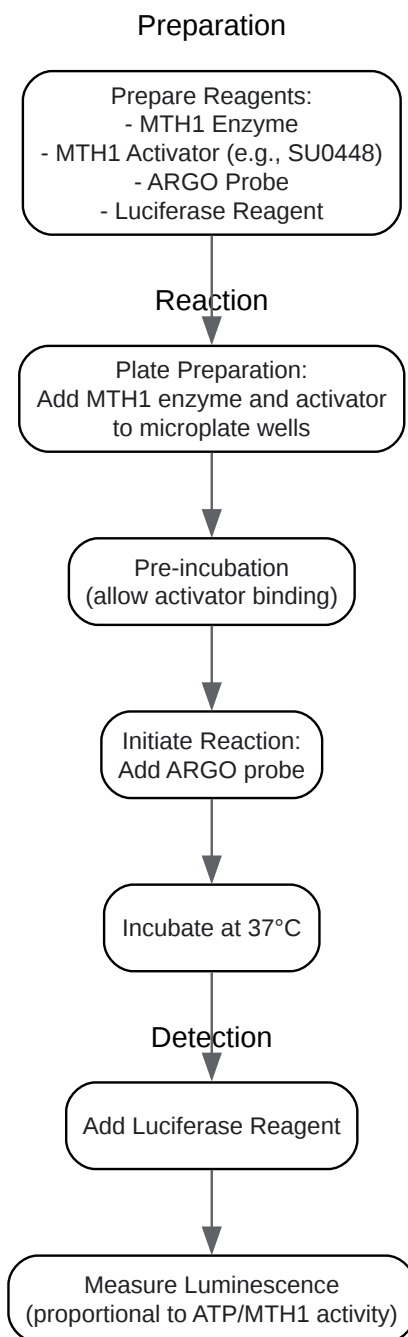 Preparation
Prepare Reagents:
- MTH1 Enzyme
- MTH1 Activator (e.g., SU0448)
- ARGO Probe
- Luciferase Reagent
Reaction
Plate Preparation:
Add MTH1 enzyme and activator
to microplate wells
Pre-incubation
(allow activator binding)
Initiate Reaction:
Add ARGO probe
Incubate at 37°C
Detection
Add Luciferase Reagent
Measure Luminescence
(proportional to ATP/MTH1 activity)